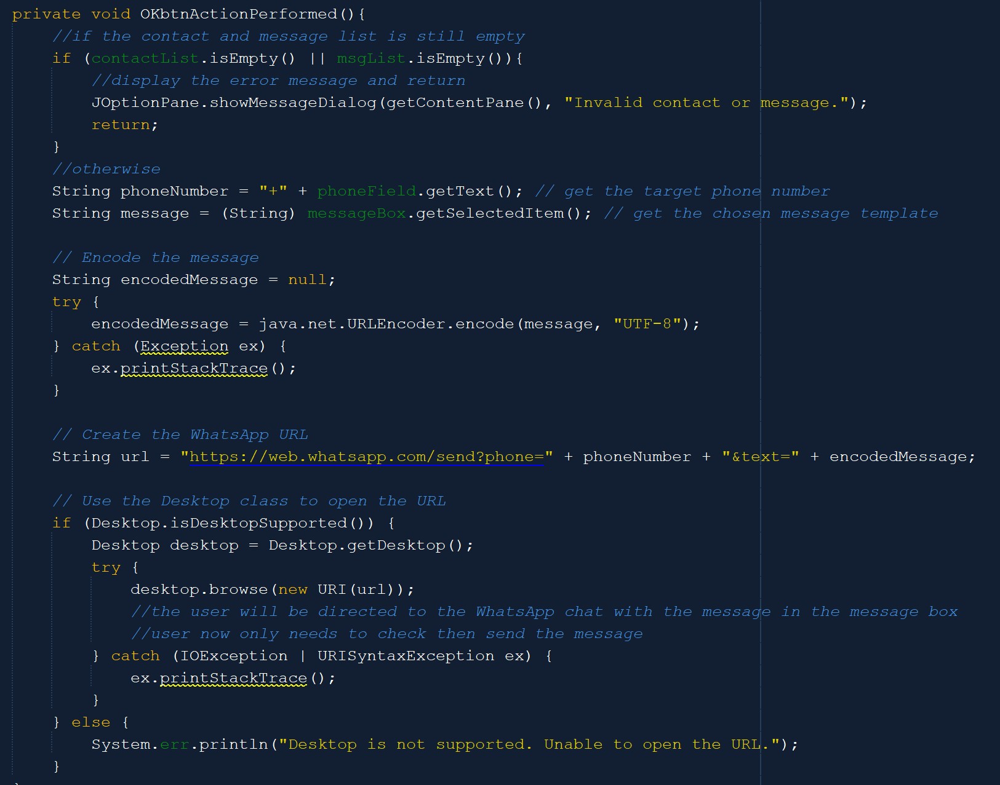 private void OKbtnActionPerformed(){
    //if the contact and message list is still empty
    if (contactList.isEmpty() || msgList.isEmpty()){
        //display the error message and return
        JOptionPane.showMessageDialog(getContentPane(), "Invalid contact or message.");
        return;
    }
    //otherwise
    String phoneNumber = "+" + phoneField.getText(); // get the target phone number
    String message = (String) messageBox.getSelectedItem(); // get the chosen message template

    // Encode the message
    String encodedMessage = null;
    try {
        encodedMessage = java.net.URLEncoder.encode(message, "UTF-8");
    } catch (Exception ex) {
        ex.printStackTrace();
    }

    // Create the WhatsApp URL
    String url = "https://web.whatsapp.com/send?phone=" + phoneNumber + "&text=" + encodedMessage;

    // Use the Desktop class to open the URL
    if (Desktop.isDesktopSupported()) {
        Desktop desktop = Desktop.getDesktop();
        try {
            desktop.browse(new URI(url));
            //the user will be directed to the WhatsApp chat with the message in the message box
            //user now only needs to check then send the message
        } catch (IOException | URISyntaxException ex) {
            ex.printStackTrace();
        }
    } else {
        System.err.println("Desktop is not supported. Unable to open the URL.");
    }